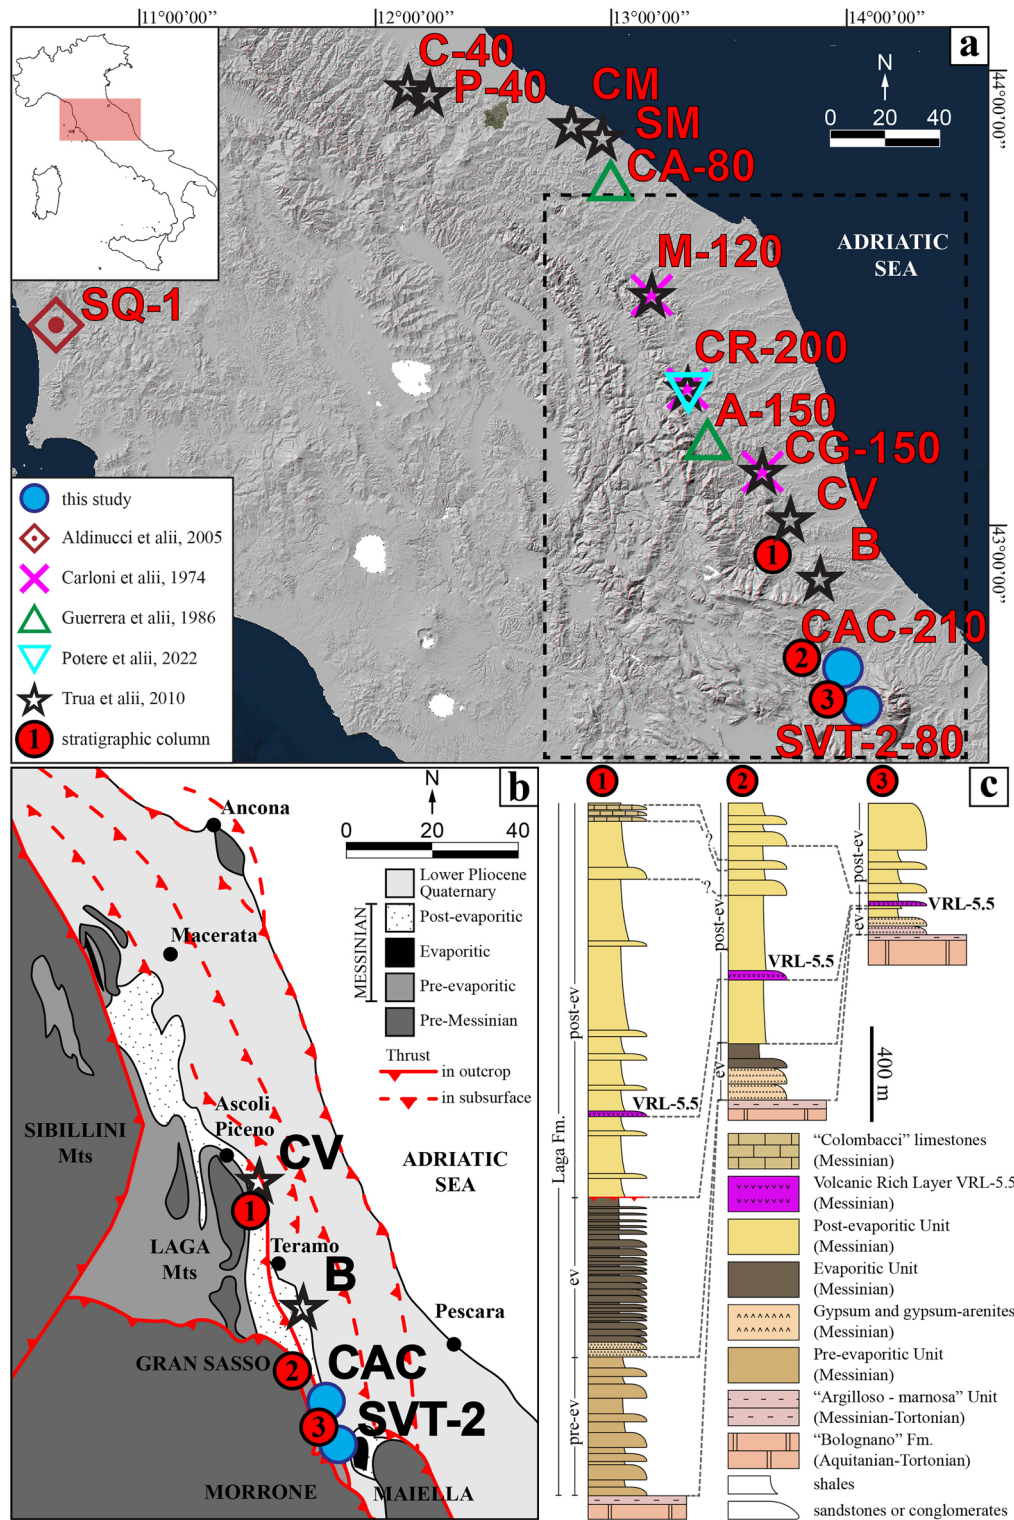 11°00'00"
12°00'00"
13°00'00"
14°00'00"
a
C-40
P-40
CM
SM
CA-80
N
0 20 40
44°00'00"
ADRIATIC
SEA
M-120
SQ-1
CR-200
A-150
CG-150
CV
B
43°00'00"
1
CAC-210
2
3
SVT-2-80
this study
Aldinucci et alii, 2005
Carloni et alii, 1974
Guerrera et alii, 1986
Potere et alii, 2022
Trua et alii, 2010
1 stratigraphic column
b
N
0 20 40
Ancona
Macerata
Lower Pliocene
Quaternary
MESSINIAN
Post-evaporitic
Evaporitic
Pre-evaporitic
Pre-Messinian
Thrust
in outcrop
in subsurface
Ascoli
Piceno
SIBILLINI
Mts
CV
ADRIATIC
SEA
1
LAGA
Mts
Teramo
B
Pescara
GRAN SASSO
2
CAC
3
SVT-2
MORRONE
MAIELLA
c
1
2
3
?
?
post-ev
VRL-5.5
ev
post-ev
VRL-5.5
ev
post-ev
VRL-5.5
Laga Fm.
ev
pre-ev
400 m
“Colombacci” limestones
(Messinian)
Volcanic Rich Layer VRL-5.5
(Messinian)
Post-evaporitic Unit
(Messinian)
Evaporitic Unit
(Messinian)
Gypsum and gypsum-arenites
(Messinian)
Pre-evaporitic Unit
(Messinian)
“Argilloso - marnosa” Unit
(Messinian-Tortonian)
“Bolognano” Fm.
(Aquitanian-Tortonian)
shales
sandstones or conglomerates